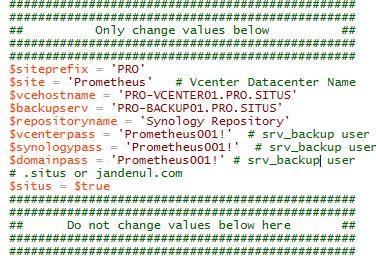 ################################################
################################################
## Only change values below ##
################################################
################################################
$siteprefix = 'PRO'
$site = 'Prometheus' # Vcenter Datacenter Name
$vcehostname = 'PRO-VCENTER01.PRO.SITUS'
$backupserv = 'PRO-BACKUP01.PRO.SITUS'
$repositoryname = 'Synology Repository'
$vcenterpass = 'Prometheus001!' # srv_backup user
$synologypass = 'Prometheus001!' # srv_backup user
$domainpass = 'Prometheus001!' # srv_backup user
# .situs or jandenul.com
$situs = $true
################################################
################################################
## Do not change values below here ##
################################################
################################################